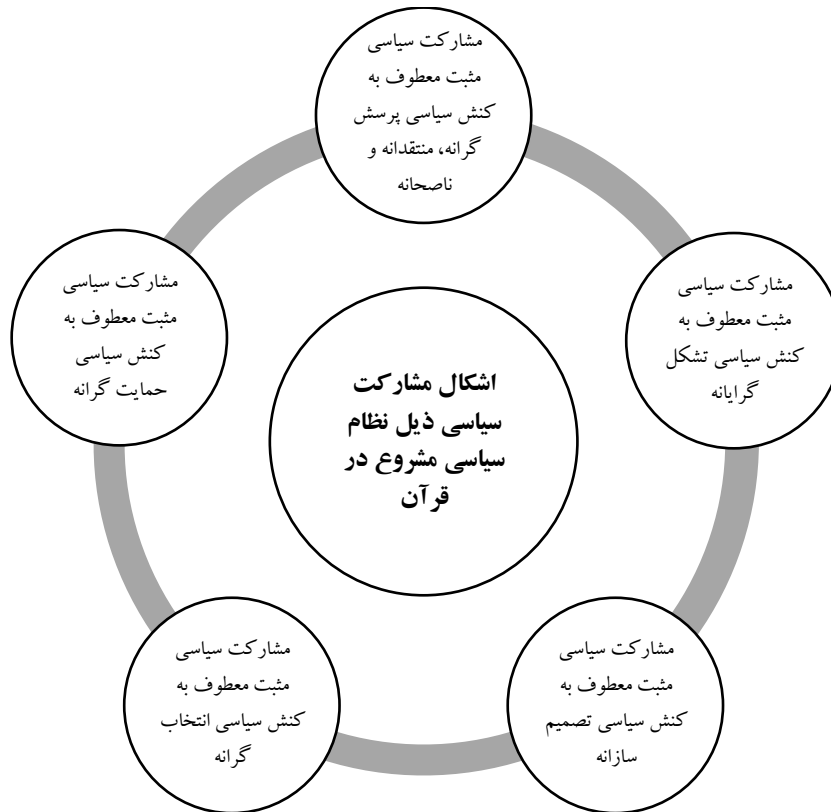 مشارکت سیاسی
مثبت معطوف به
کنش سیاسی پرسش
گرانه، منتقدانه و
ناصحانه
مشارکت سیاسی
مثبت معطوف به
کنش سیاسی تشکل
گرایانه
مشارکت سیاسی
مثبت معطوف به
کنش سیاسی
حمایت گرانه
اشکال مشارکت
سیاسی ذیل نظام
سیاسی مشروع در
قرآن
مشارکت سیاسی
مثبت معطوف به
کنش سیاسی تصمیم
سازانه
مشارکت سیاسی
مثبت معطوف به
کنش سیاسی انتخاب
گرانه